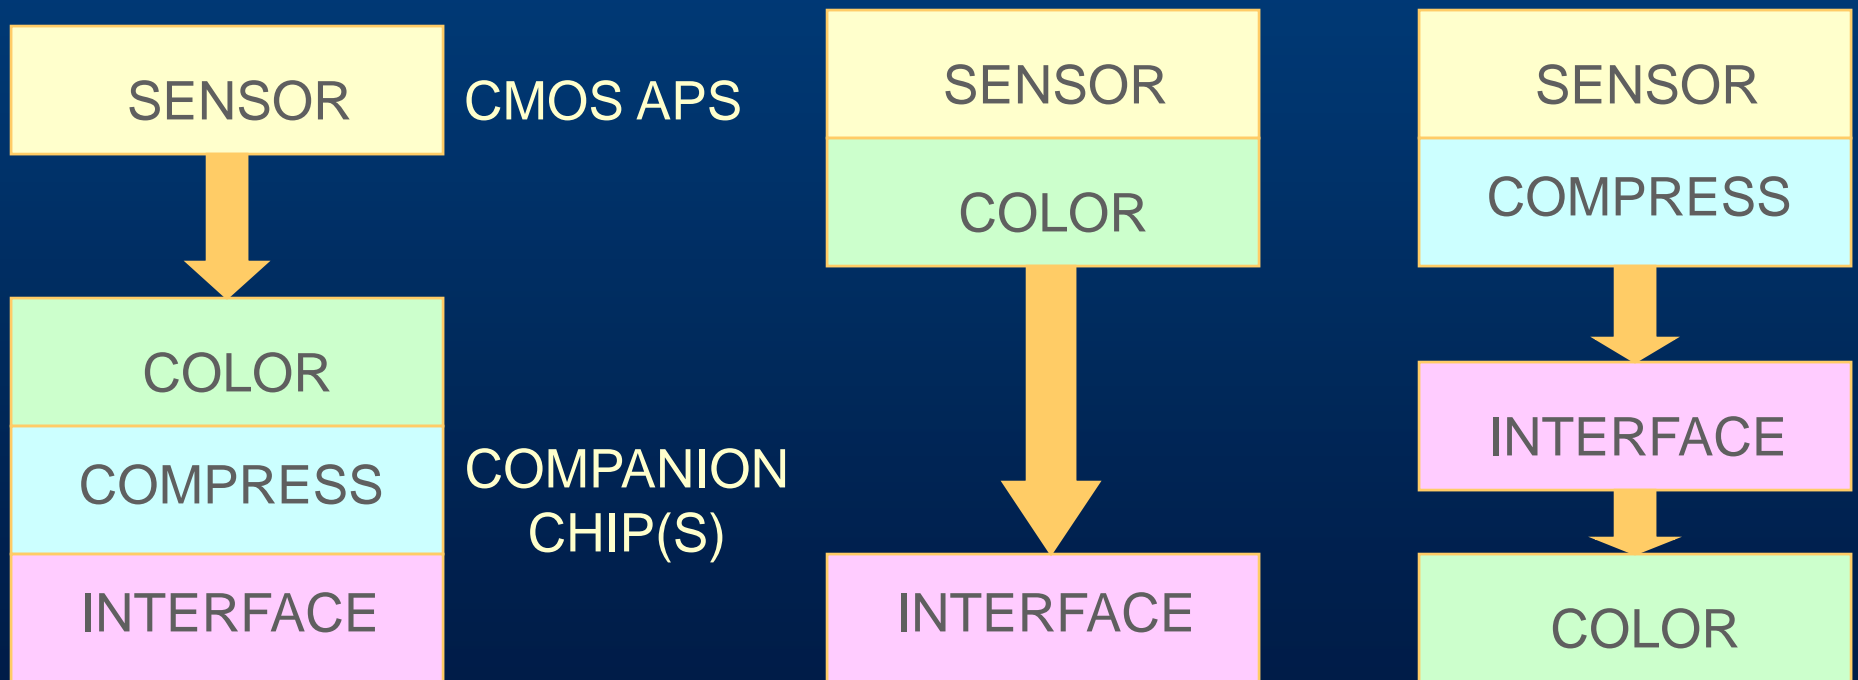 SENSOR
CMOS APS
COLOR
COMPRESS
INTERFACE
COMPANION
CHIP(S)
SENSOR
COLOR
INTERFACE
SENSOR
COMPRESS
INTERFACE
COLOR